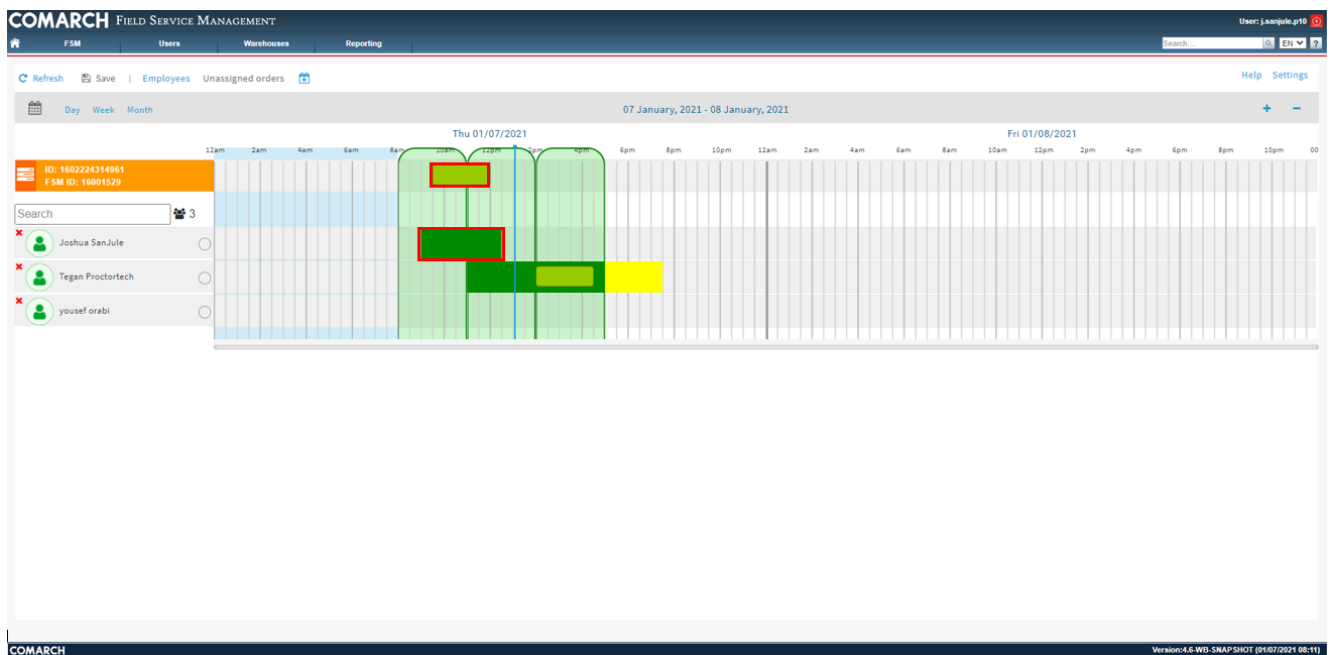 COMARCH FIELD SERVICE MANAGEMENT
User: j.sanjule.p10
FSM Users Warehouses Reporting
Search... EN ?
Refresh Save | Employees Unassigned orders
Help Settings
Day Week Month
07 January, 2021 - 08 January, 2021
+ −
Thu 01/07/2021 Fri 01/08/2021
12am 2am 4am 6am 8am 10am 12pm 2pm 4pm 6pm 8pm 10pm 12am 2am 4am 6am 8am 10am 12pm 2pm 4pm 6pm 8pm 10pm 00
ID: 1602224314961
FSM ID: 16001529
Search 3
Joshua SanJule
Tegan Proctortech
yousef orabi
COMARCH
Version:4.6-WB-SNAPSHOT (01/07/2021 08:11)